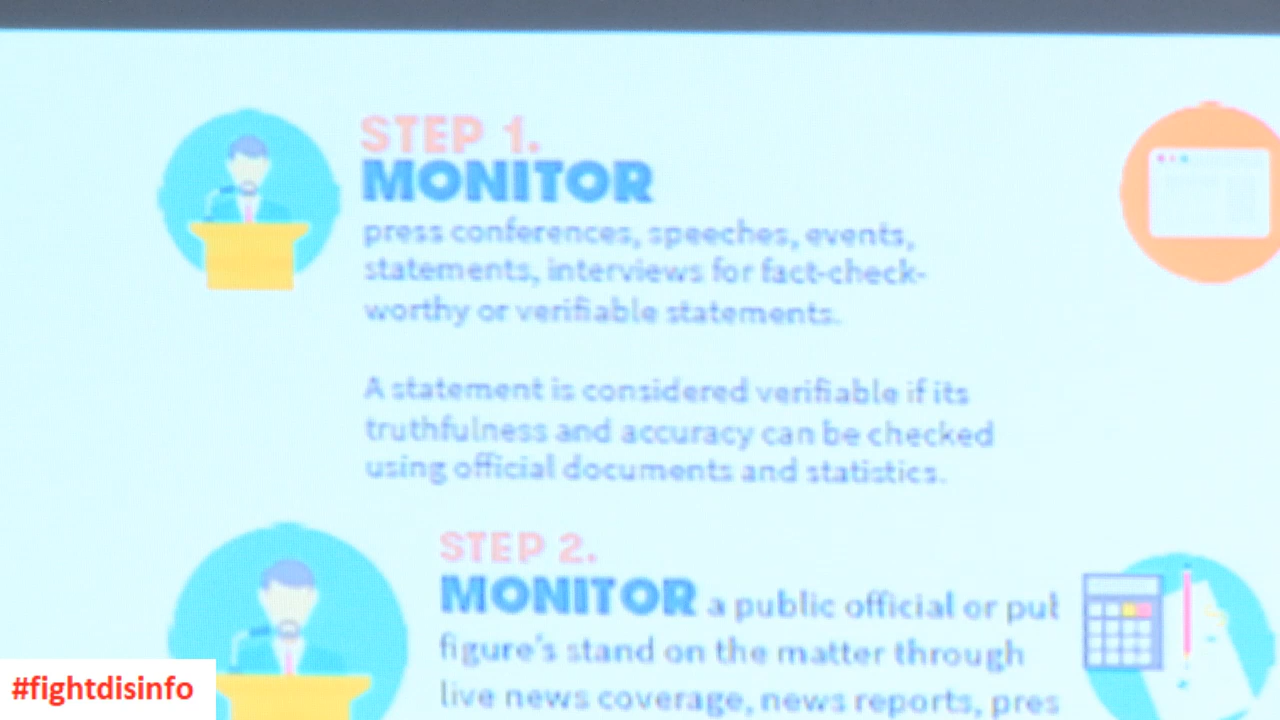 STEP 1.
MONITOR
press conferences, speeches, events,
statements, interviews for fact-check-
worthy or verifiable statements.
A statement is considered verifiable if its
truthfulness and accuracy can be checked
using official documents and statistics.
STEP 2.
MONITOR a public official or
figure's stand on the matter through
live news coverage, news reports,
#fightdisinfo